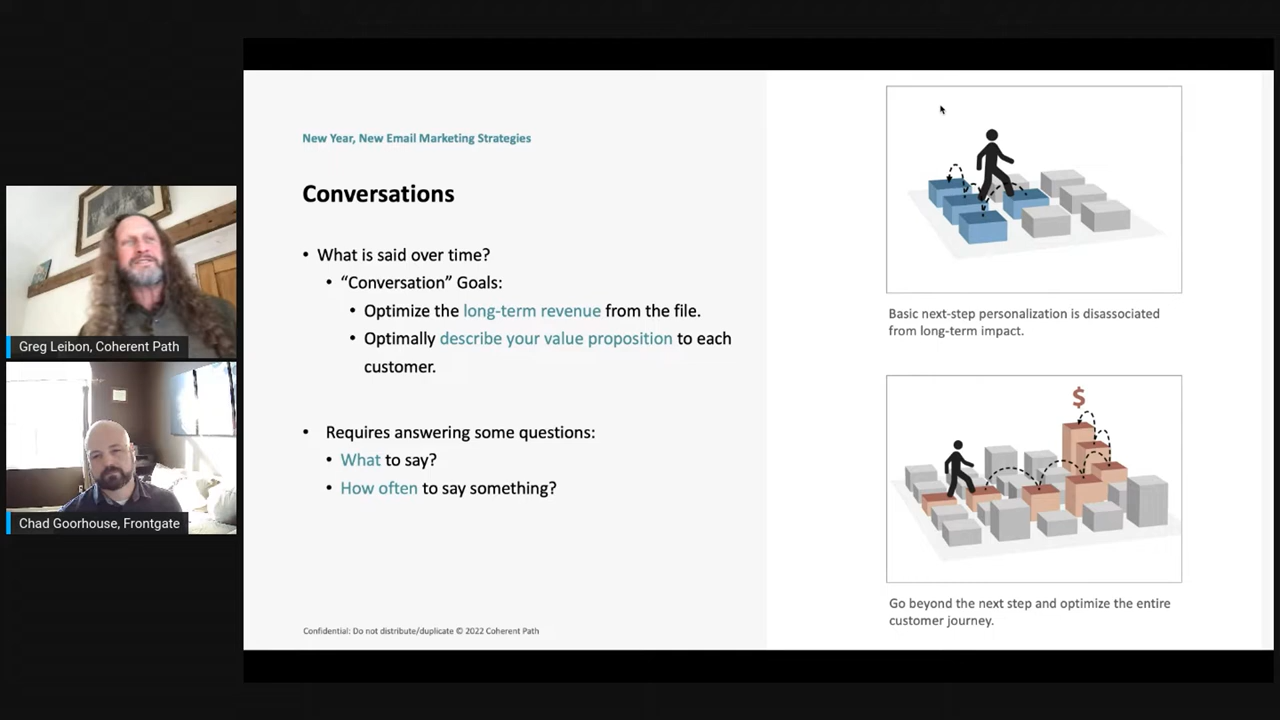 New Year, New Email Marketing Strategies
Conversations
• What is said over time?
• “Conversation” Goals:
• Optimize the long-term revenue from the file.
• Optimally describe your value proposition to each
customer.
• Requires answering some questions:
• What to say?
• How often to say something?
Confidential: Do not distribute/duplicate © 2022 Coherent Path
Basic next-step personalization is disassociated
from long-term impact.
$
Go beyond the next step and optimize the entire
customer journey.
Greg Leibon, Coherent Path
Chad Goorhouse, Frontgate